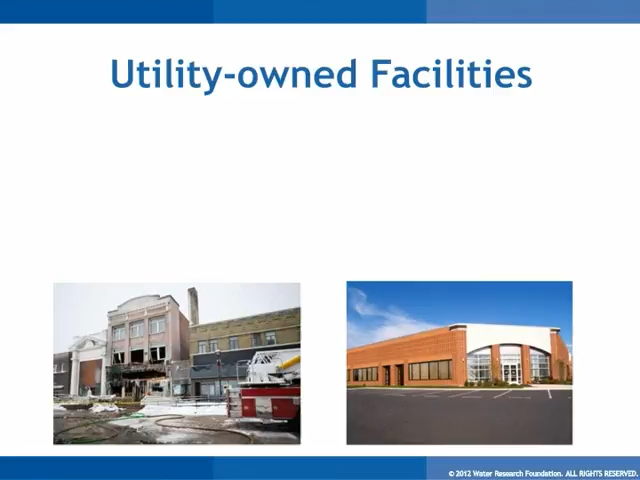 Utility-owned Facilities
© 2012 Water Research Foundation. ALL RIGHTS RESERVED.